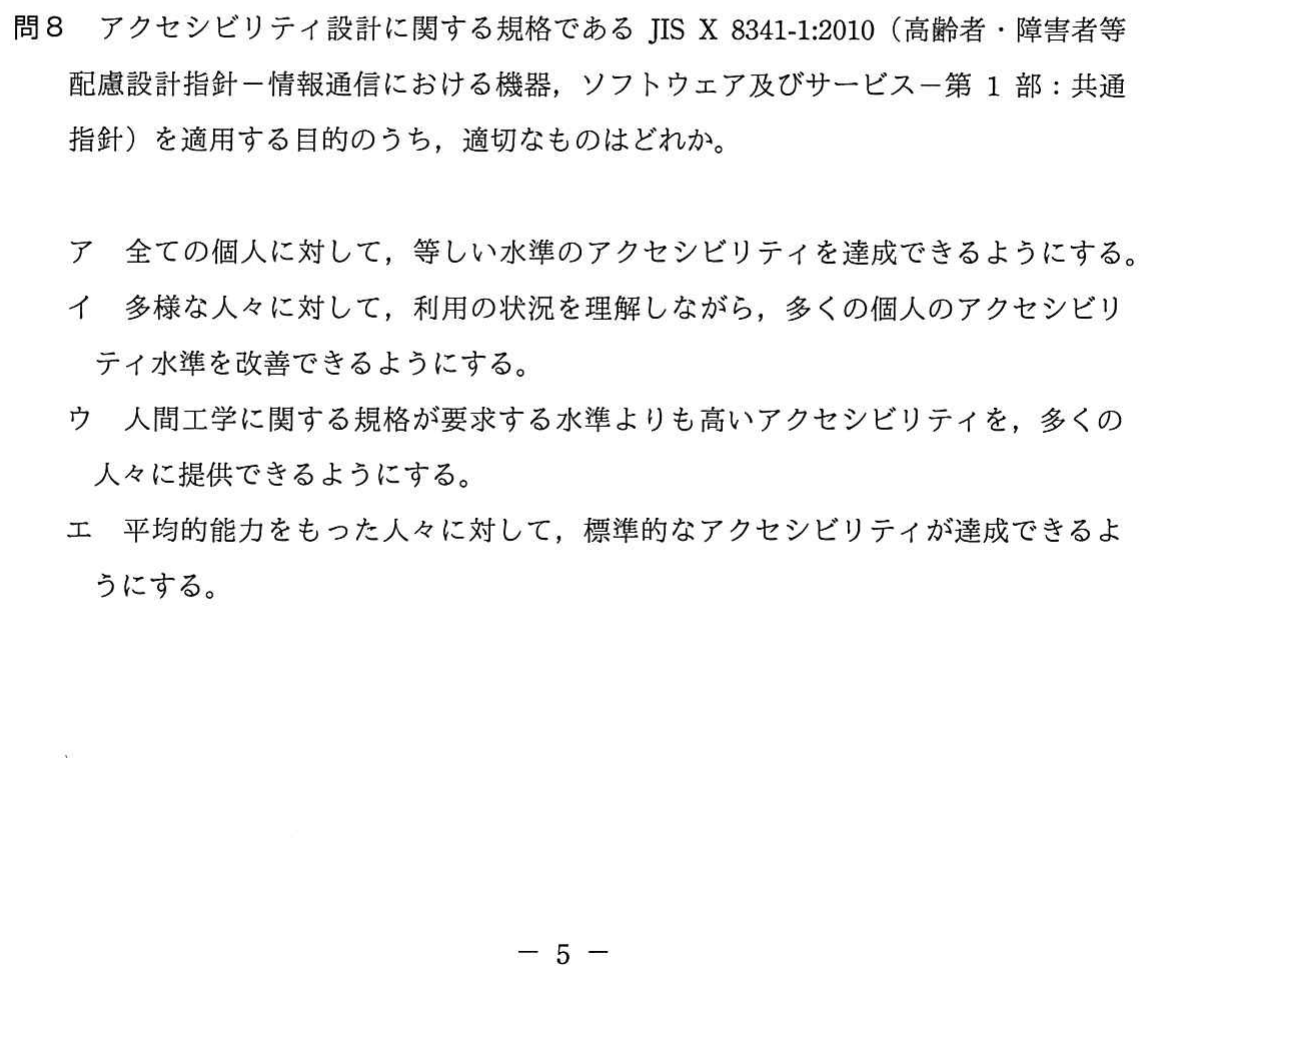 問8 アクセシビリティ設計に関する規格である JIS X 8341-1:2010（高齢者・障害者等
配慮設計指針－情報通信における機器，ソフトウェア及びサービス－第 1 部：共通
指針）を適用する目的のうち，適切なものはどれか。
ア 全ての個人に対して，等しい水準のアクセシビリティを達成できるようにする。
イ 多様な人々に対して，利用の状況を理解しながら，多くの個人のアクセシビリ
ティ水準を改善できるようにする。
ウ 人間工学に関する規格が要求する水準よりも高いアクセシビリティを，多くの
人々に提供できるようにする。
エ 平均的能力をもった人々に対して，標準的なアクセシビリティが達成できるよ
うにする。
－ 5 －